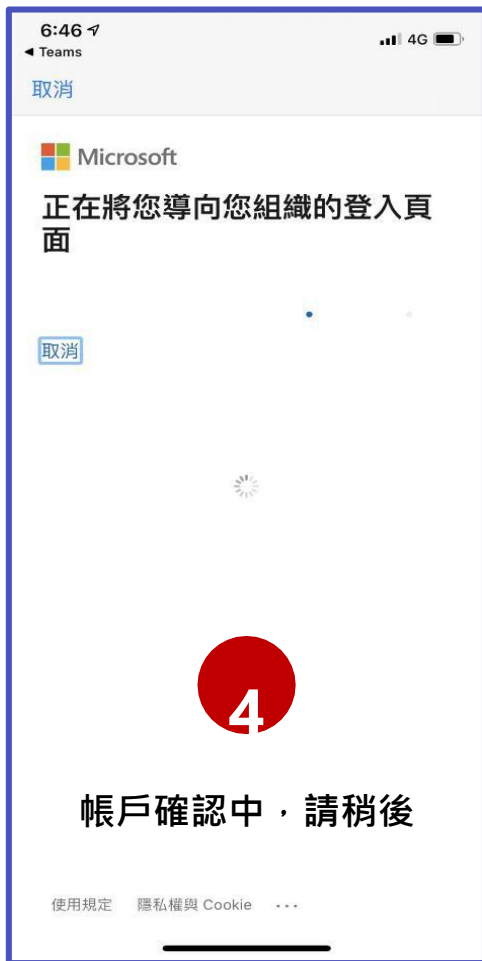 6:46
4G
◀ Teams
取消
Microsoft
正在將您導向您組織的登入頁
面
取消
4
帳戶確認中，請稍後
使用規定 隱私權與 Cookie ···